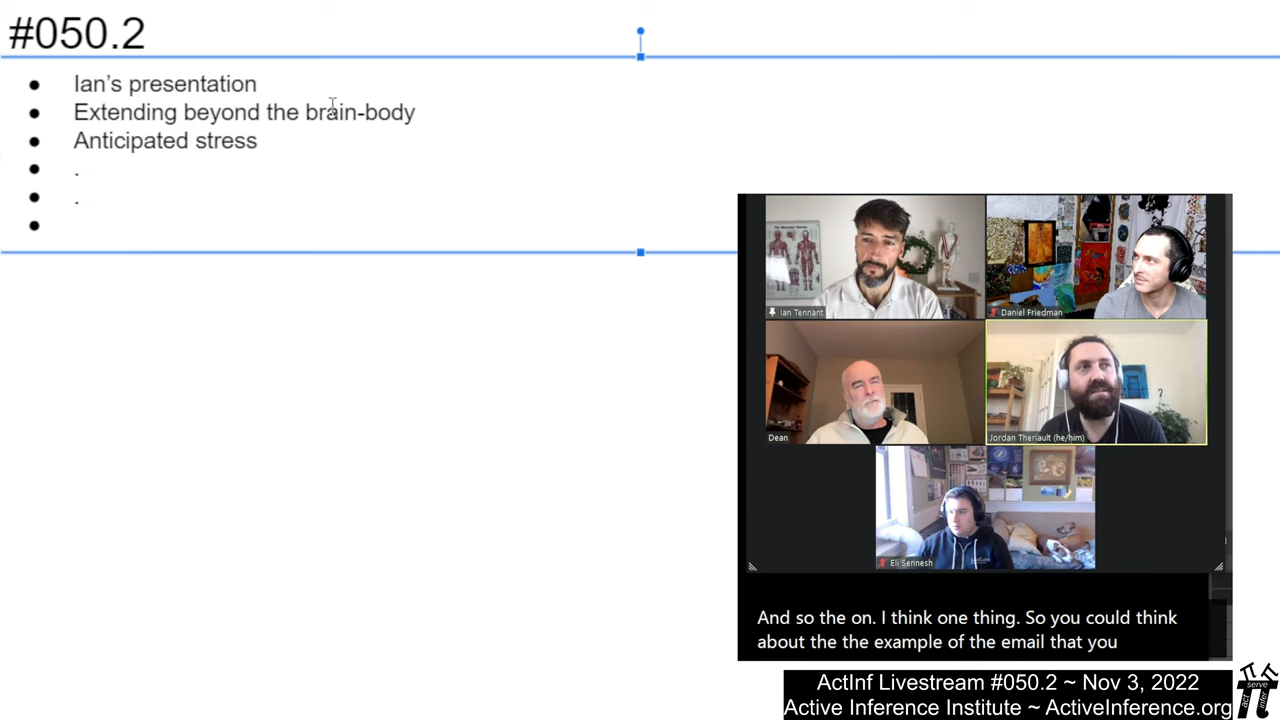 #050.2
● Ian's presentation
● Extending beyond the brain-body
● Anticipated stress
● .
● .
●
Ian Tennant
Daniel Friedman
Dean
Jordan Theriault (he/him)
Eli Sennesh
And so the on. I think one thing. So you could think
about the the example of the email that you
ActInf Livestream #050.2 ~ Nov 3, 2022
Active Inference Institute ~ ActiveInference.org
serve